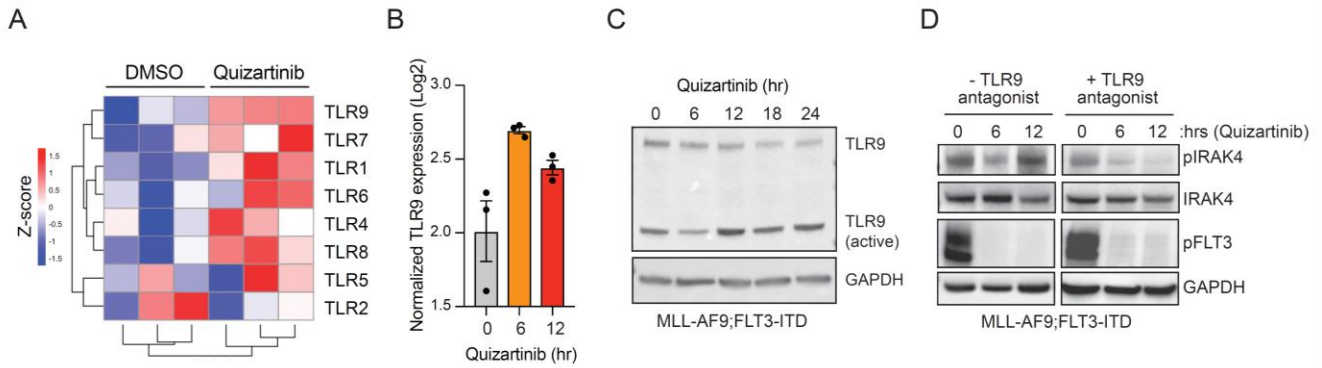 A
DMSO Quizartinib
TLR9
TLR7
TLR1
TLR6
TLR4
TLR8
TLR5
TLR2
Z-score
1.5
1
0.5
0
-0.5
-1
-1.5
B
Normalized TLR9 expression (Log2)
3.0
2.5
2.0
1.5
0 6 12
Quizartinib (hr)
C
Quizartinib (hr)
0 6 12 18 24
TLR9
TLR9
(active)
GAPDH
MLL-AF9;FLT3-ITD
D
- TLR9
antagonist
+ TLR9
antagonist
0 6 12 0 6 12 :hrs (Quizartinib)
pIRAK4
IRAK4
pFLT3
GAPDH
MLL-AF9;FLT3-ITD